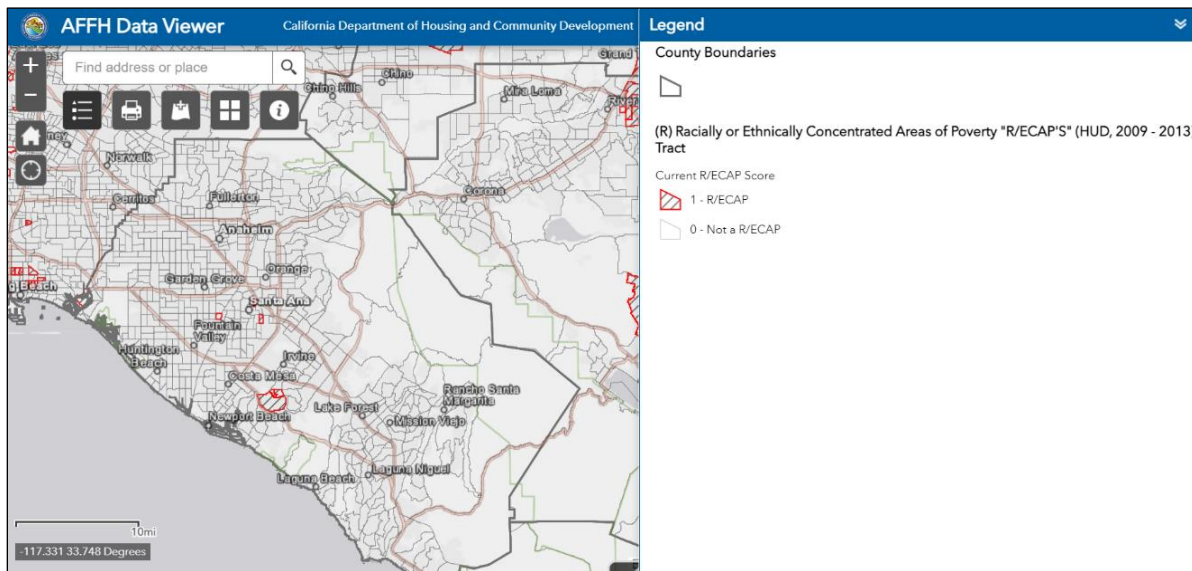 AFFH Data Viewer
California Department of Housing and Community Development
Find address or place
Grand
Chino
Chino Hills
Mira Loma
River
Norwalk
Cerritos
Fullerton
Corona
Anaheim
Orange
Garden Grove
Beach
Santa Ana
Fountain
Valley
Huntington
Beach
Irvine
Costa Mesa
Rancho Santa
Margarita
Lake Forest
Newport Beach
Mission Viejo
Laguna Niguel
Laguna Beach
10mi
-117.331 33.748 Degrees
Legend
County Boundaries
(R) Racially or Ethnically Concentrated Areas of Poverty "R/ECAP'S" (HUD, 2009 - 2013)
Tract
Current R/ECAP Score
1 - R/ECAP
0 - Not a R/ECAP